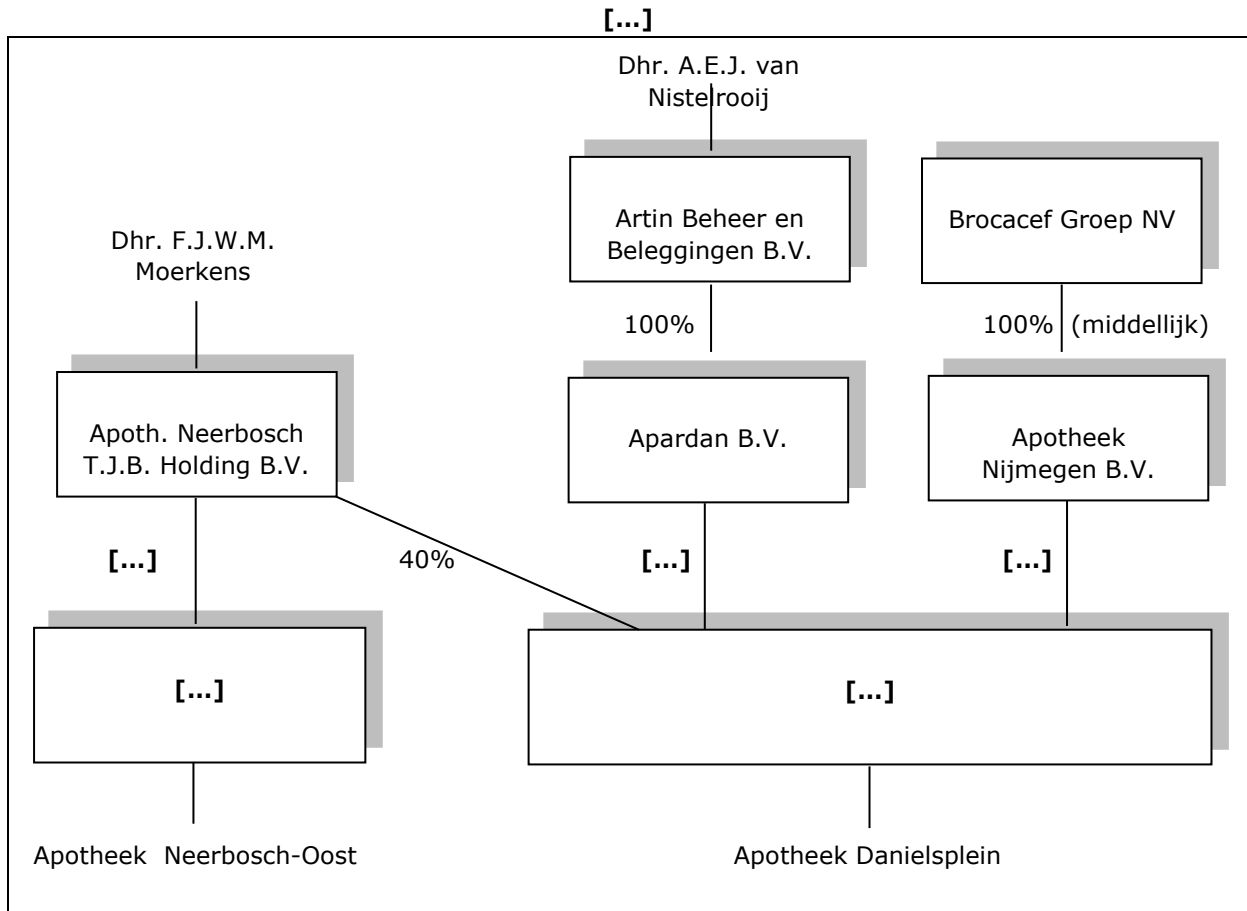 […]
Dhr. A.E.J. van
Nistelrooij
Artin Beheer en
Beleggingen B.V.
Brocacef Groep NV
Dhr. F.J.W.M.
Moerkens
100%
100% (middellijk)
Apoth. Neerbosch
T.J.B. Holding B.V.
Apardan B.V.
Apotheek
Nijmegen B.V.
[…]
40%
[…]
[…]
[…]
[…]
Apotheek Neerbosch-Oost
Apotheek Danielsplein